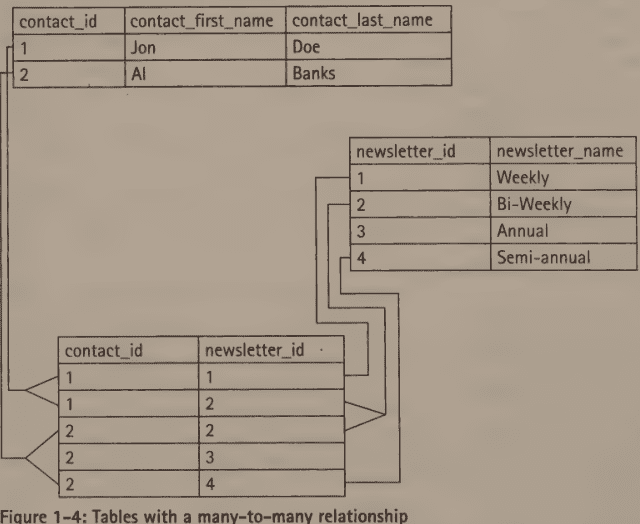 contact_id contact_first_name contact_last_name
1 Jon Doe
2 Al Banks
newsletter_id newsletter_name
1 Weekly
2 Bi-Weekly
3 Annual
4 Semi-annual
contact_id newsletter_id
1 1
1 2
2 2
2 3
2 4
Figure 1-4: Tables with a many-to-many relationship